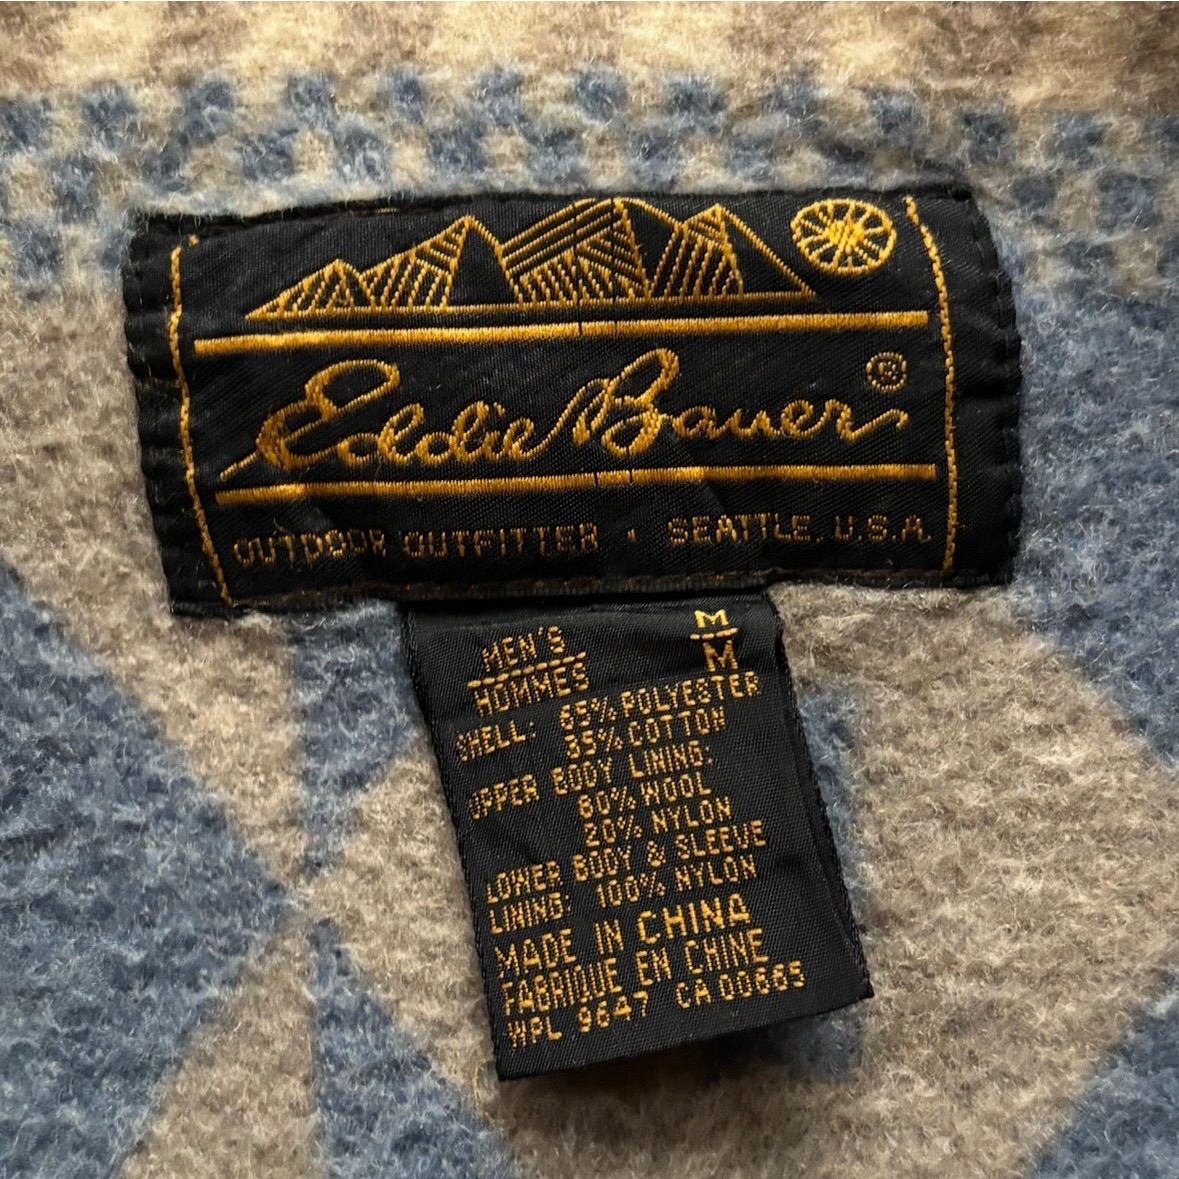 Eddie Bauer ®
OUTDOOR OUTFITTER · SEATTLE, U.S.A.
MEN'S M
HOMMES M
SHELL: 65% POLYESTER
35% COTTON
UPPER BODY LINING:
80% WOOL
20% NYLON
LOWER BODY & SLEEVE
LINING: 100% NYLON
MADE IN CHINA
FABRIQUE EN CHINE
WPL 9647 CA 00665